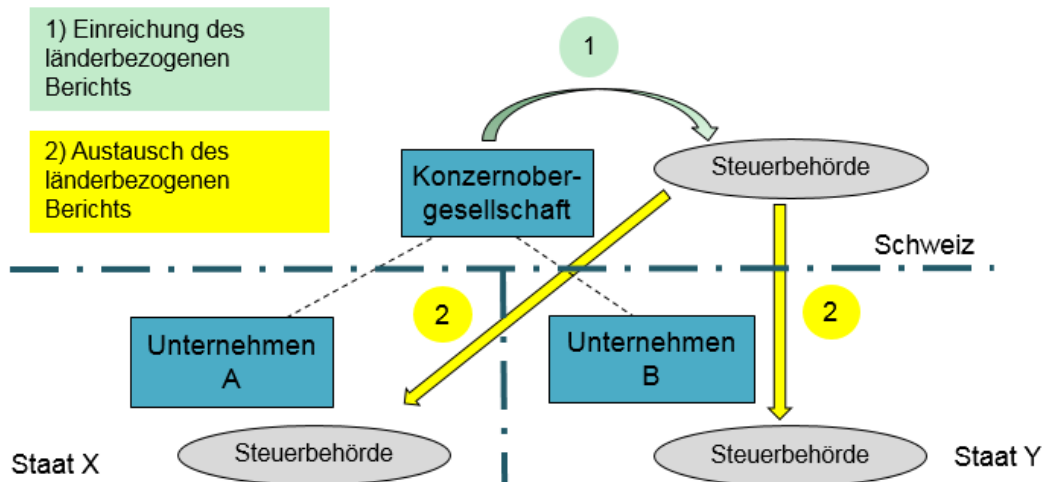 1) Einreichung des
länderbezogenen
Berichts
1
2) Austausch des
länderbezogenen
Berichts
Konzernober-
gesellschaft
Steuerbehörde
Schweiz
2
2
Unternehmen
A
Unternehmen
B
Staat X
Steuerbehörde
Steuerbehörde
Staat Y